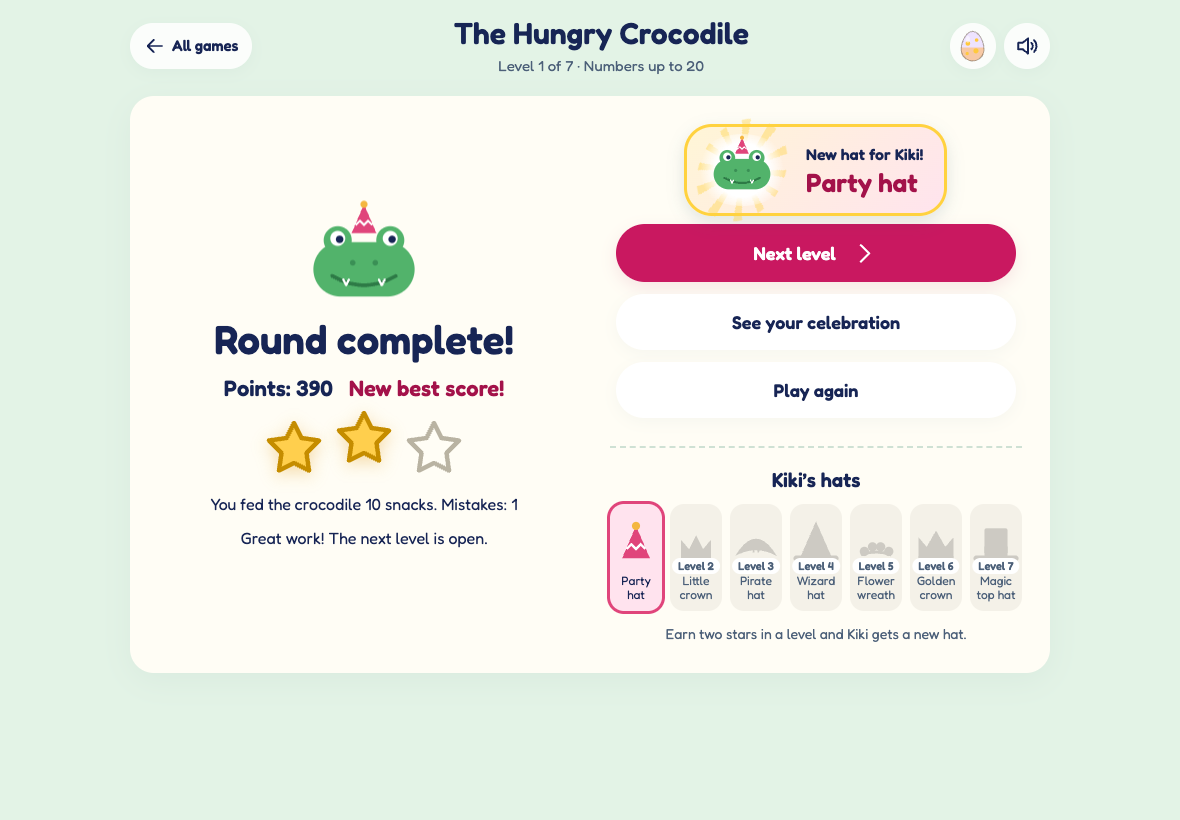 All games
The Hungry Crocodile
Level 1 of 7 · Numbers up to 20
Round complete!
Points: 390 New best score!
You fed the crocodile 10 snacks. Mistakes: 1
Great work! The next level is open.
New hat for Kiki!
Party hat
Next level
See your celebration
Play again
Kiki’s hats
Party
hat
Level 2
Little
crown
Level 3
Pirate
hat
Level 4
Wizard
hat
Level 5
Flower
wreath
Level 6
Golden
crown
Level 7
Magic
top hat
Earn two stars in a level and Kiki gets a new hat.